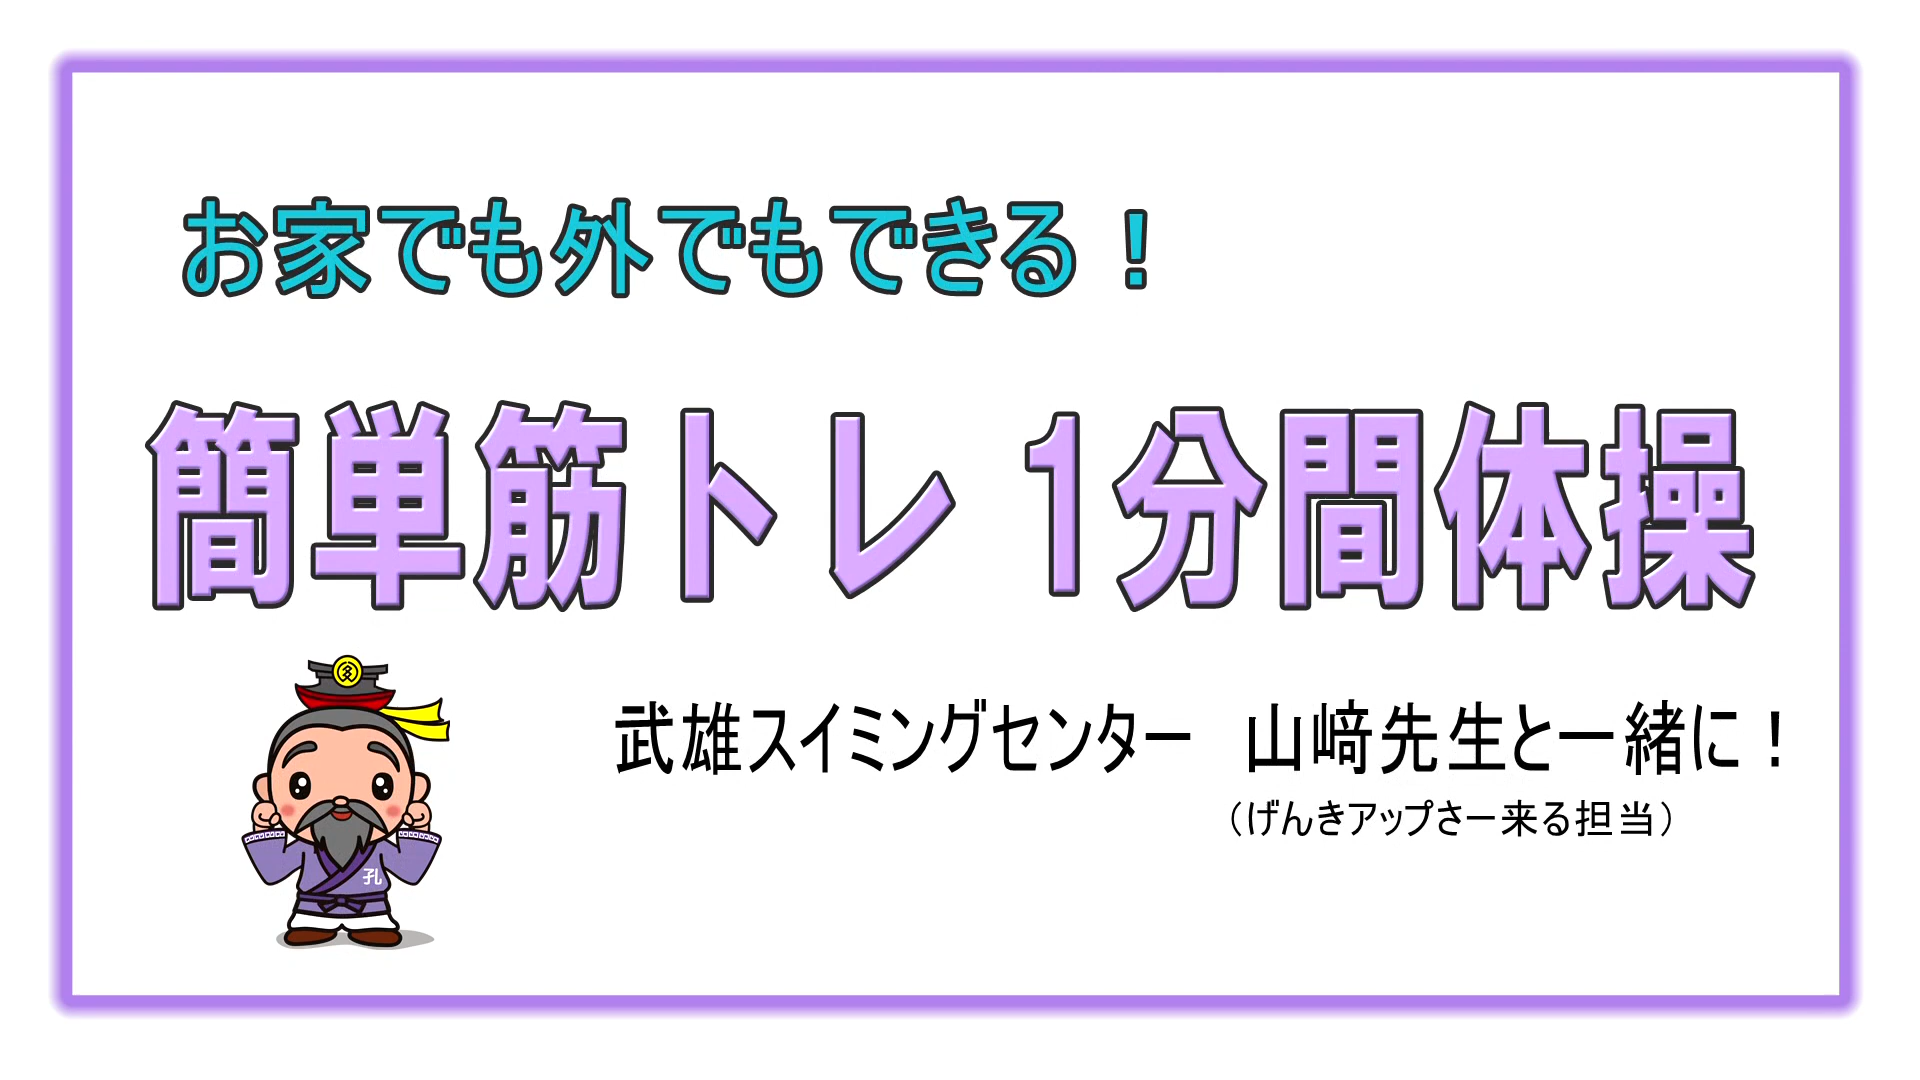 お家でも外でもできる！
簡単筋トレ 1分間体操
武雄スイミングセンター　山﨑先生と一緒に！
（げんきアップさー来る担当）
多
孔